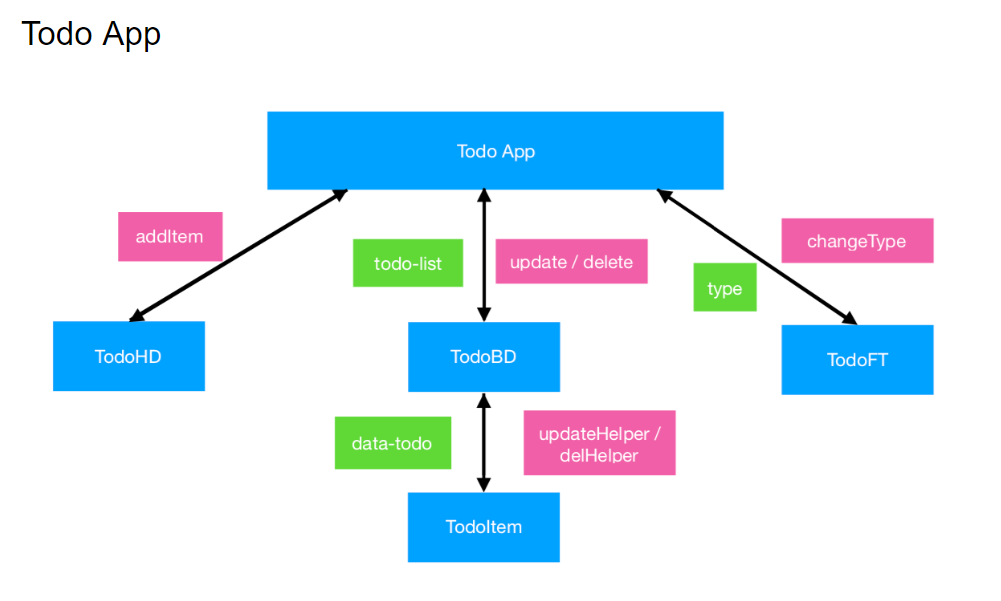 Todo App
Todo App
addItem
todo-list
update / delete
changeType
type
TodoHD
TodoBD
TodoFT
data-todo
updateHelper /
delHelper
TodoItem